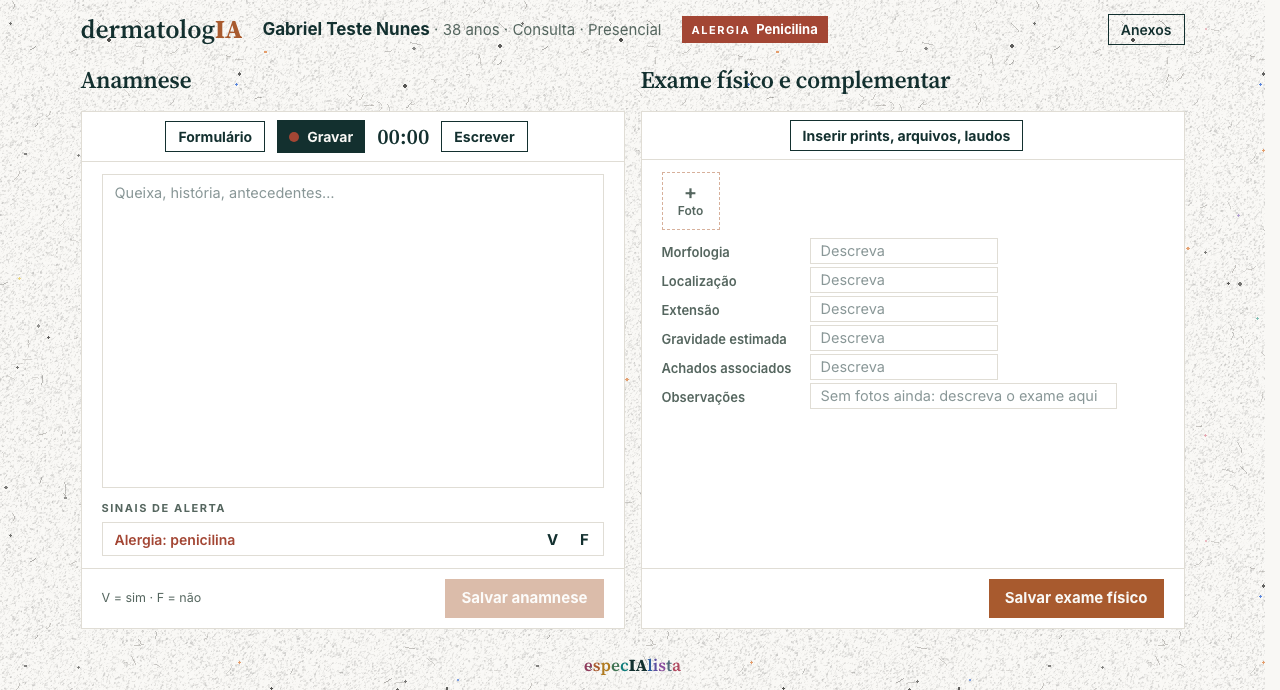 dermatologIA Gabriel Teste Nunes · 38 anos · Consulta · Presencial ALERGIA Penicilina Anexos
Anamnese
Formulário Gravar 00:00 Escrever
Queixa, história, antecedentes...
SINAIS DE ALERTA
Alergia: penicilina V F
V = sim · F = não Salvar anamnese
Exame físico e complementar
Inserir prints, arquivos, laudos
+
Foto
Morfologia Descreva
Localização Descreva
Extensão Descreva
Gravidade estimada Descreva
Achados associados Descreva
Observações Sem fotos ainda: descreva o exame aqui
Salvar exame físico
especIAlista